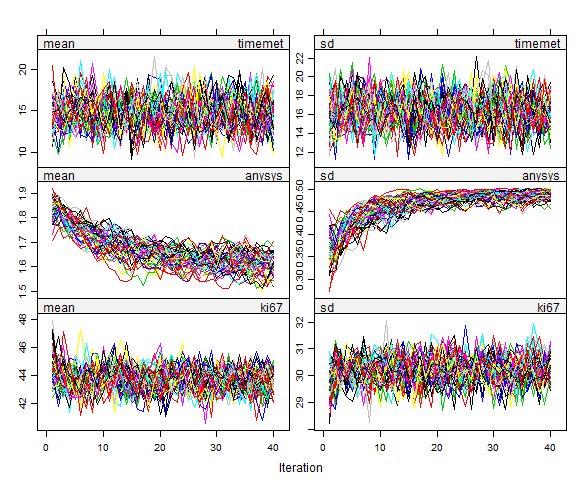 mean timemet
sd timemet
10 15 20
12 14 16 18 20 22
mean anysys
sd anysys
1.5 1.6 1.7 1.8 1.9
0.30 0.35 0.40 0.45 0.50
mean ki67
sd ki67
42 44 46 48
29 30 31 32
0 10 20 30 40
0 10 20 30 40
Iteration